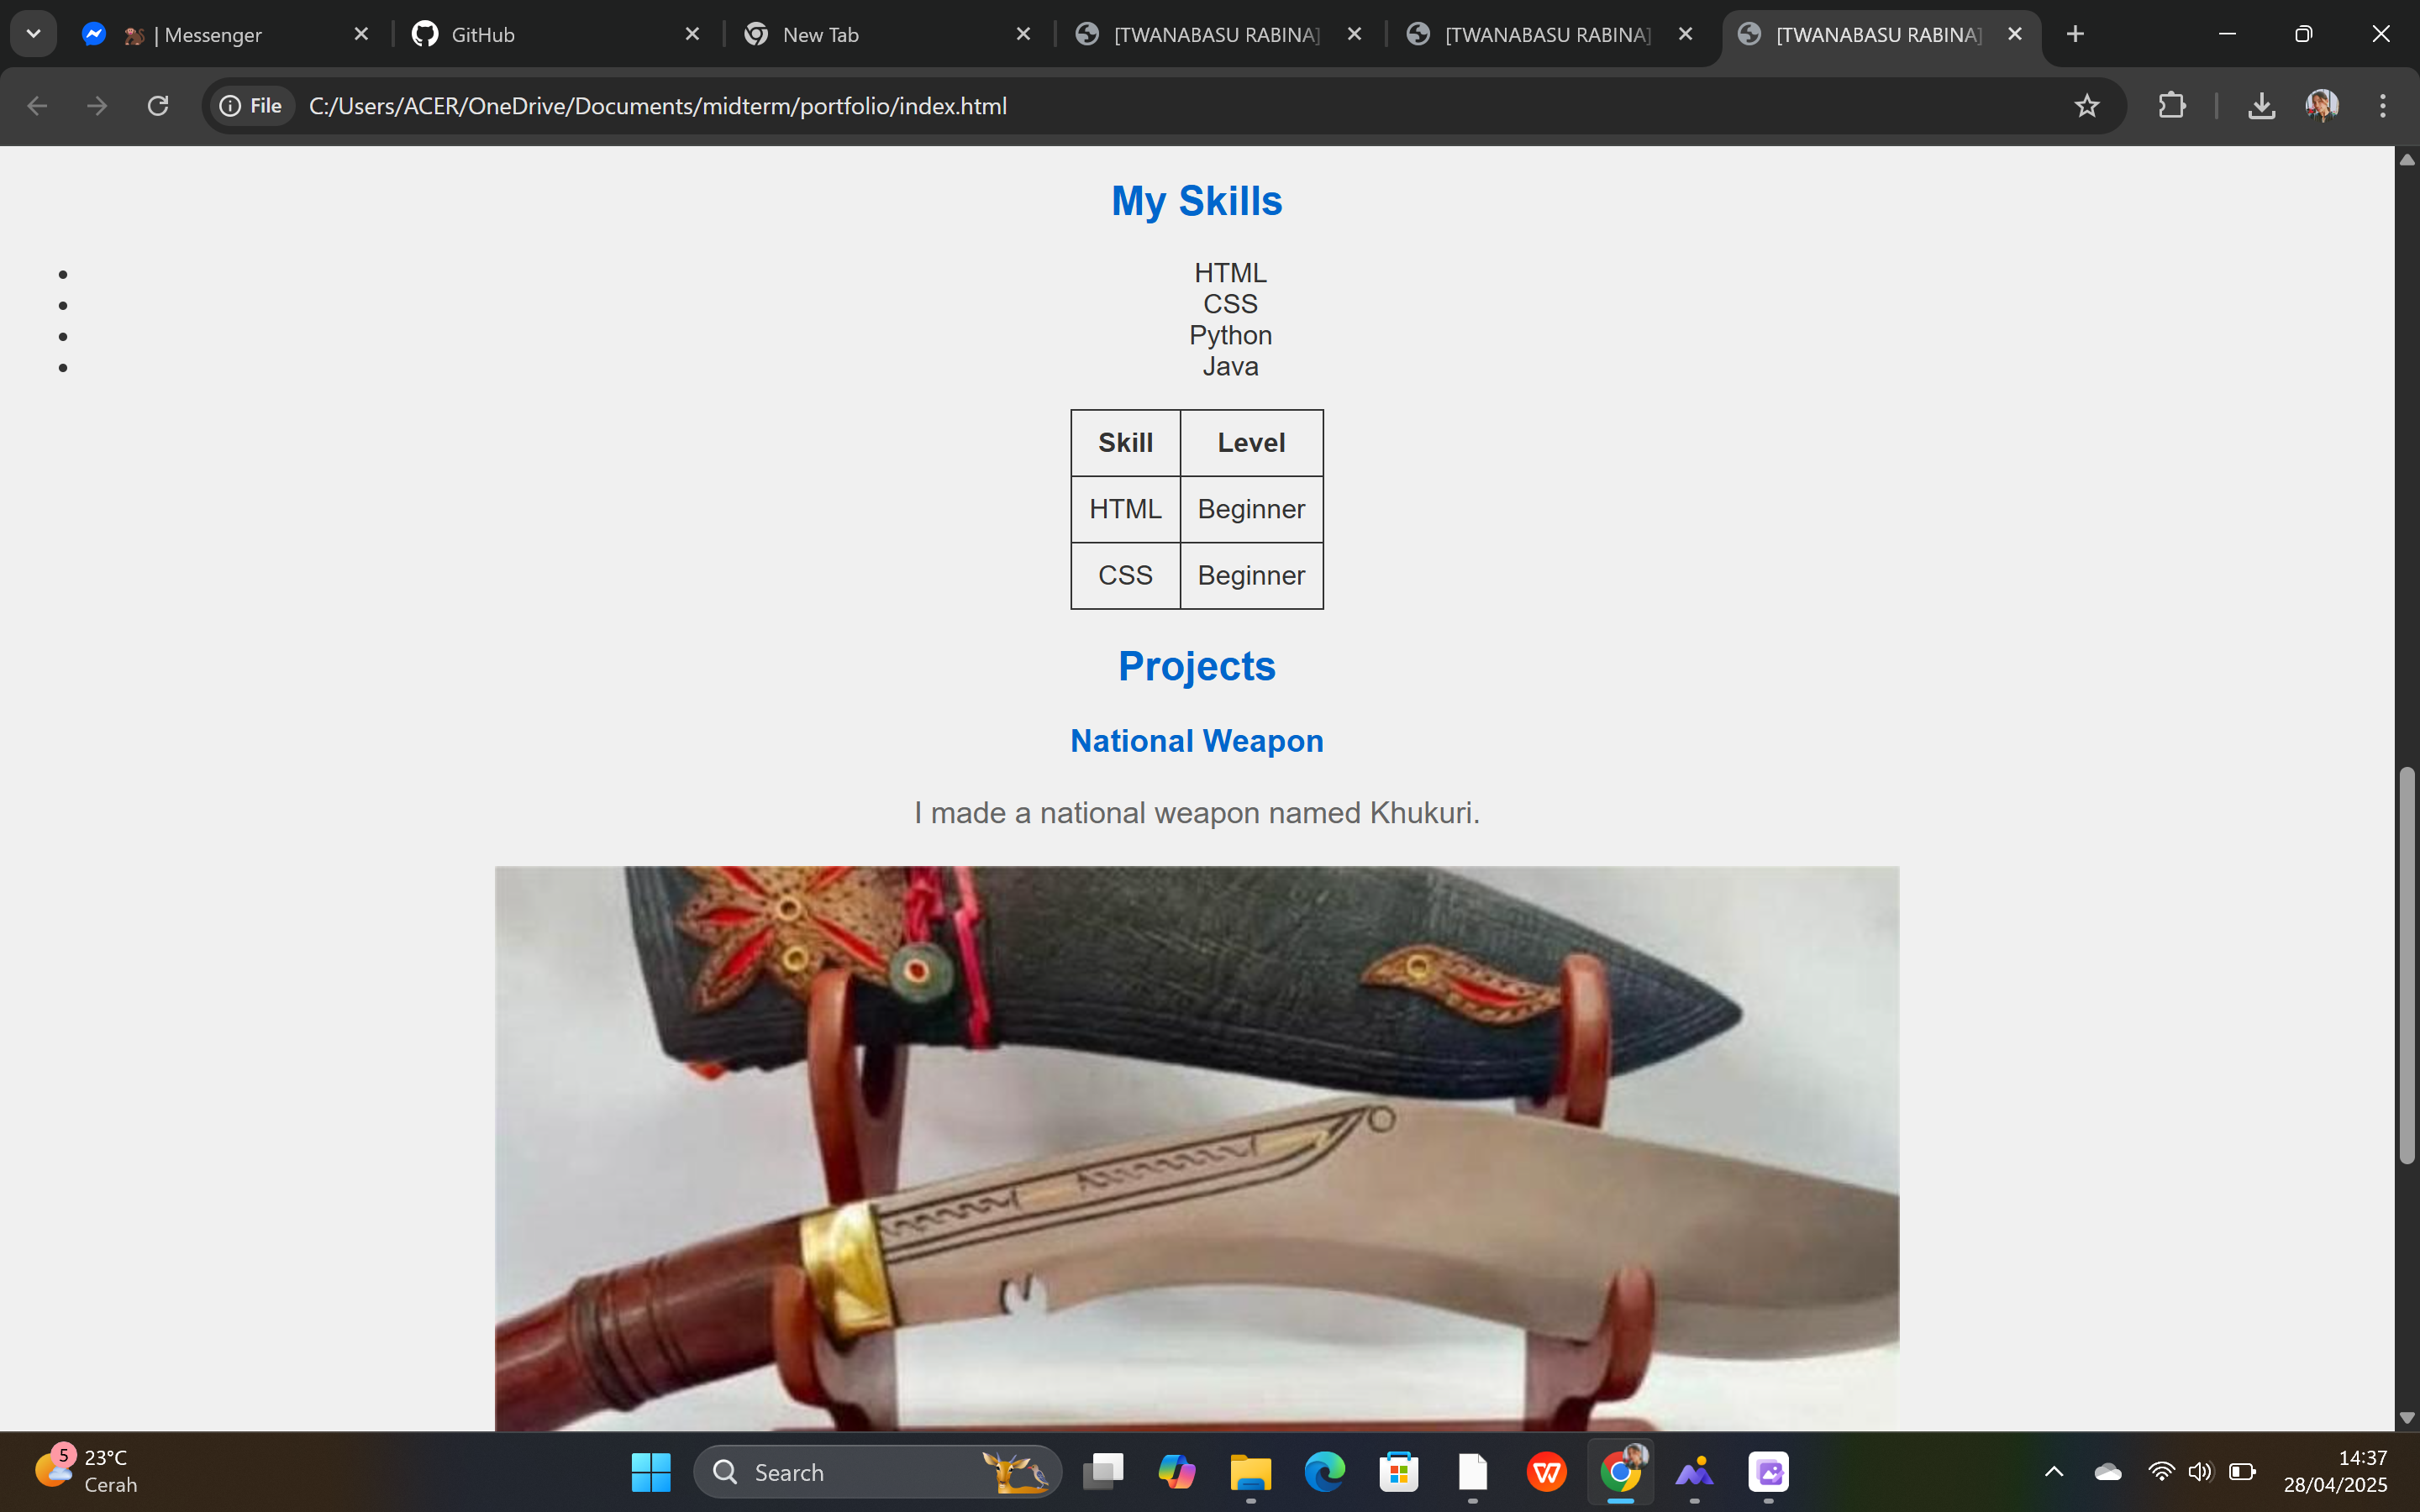 | Messenger
GitHub
New Tab
[TWANABASU RABINA]
[TWANABASU RABINA]
[TWANABASU RABINA]
File
C:/Users/ACER/OneDrive/Documents/midterm/portfolio/index.html
My Skills
HTML
CSS
Python
Java
Skill Level
HTML Beginner
CSS Beginner
Projects
National Weapon
I made a national weapon named Khukuri.
5
23°C
Cerah
Search
14:37
28/04/2025